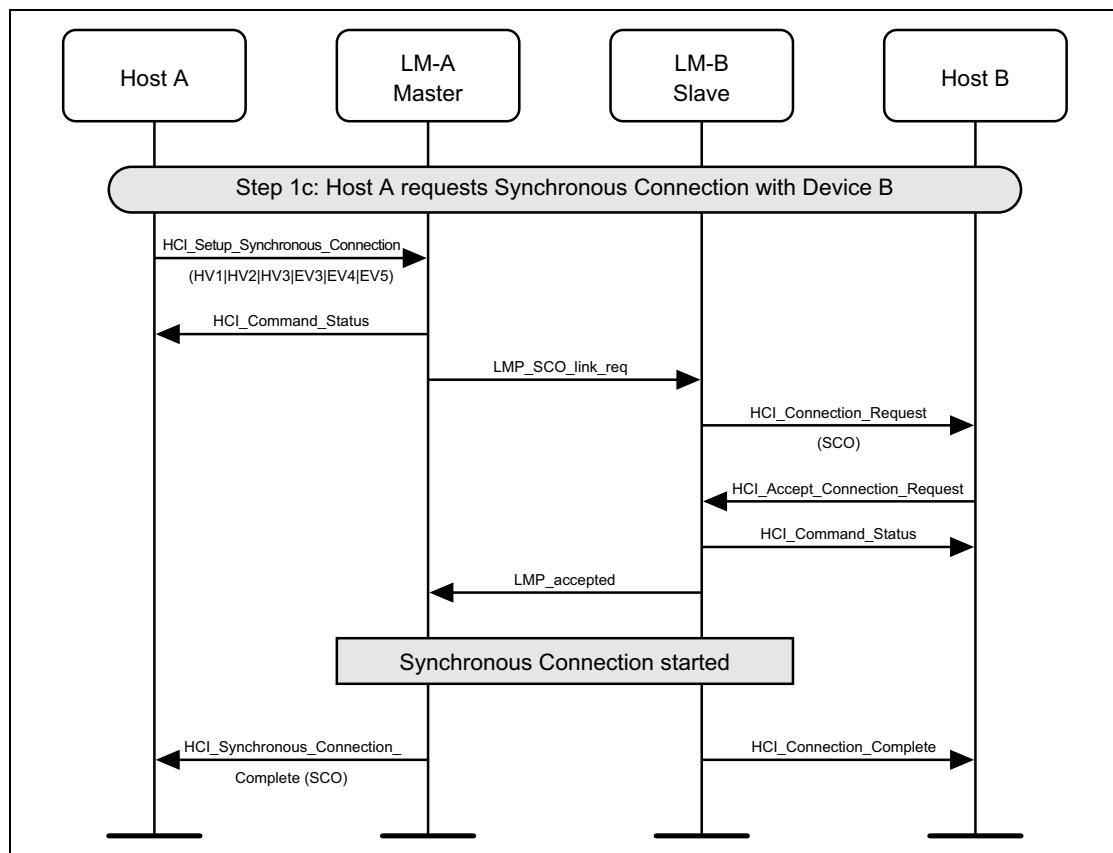 Host A
LM-A
Master
LM-B
Slave
Host B
Step 1c: Host A requests Synchronous Connection with Device B
HCI_Setup_Synchronous_Connection
(HV1|HV2|HV3|EV3|EV4|EV5)
HCI_Command_Status
LMP_SCO_link_req
HCI_Connection_Request
(SCO)
HCI_Accept_Connection_Request
HCI_Command_Status
LMP_accepted
Synchronous Connection started
HCI_Synchronous_Connection_
Complete (SCO)
HCI_Connection_Complete